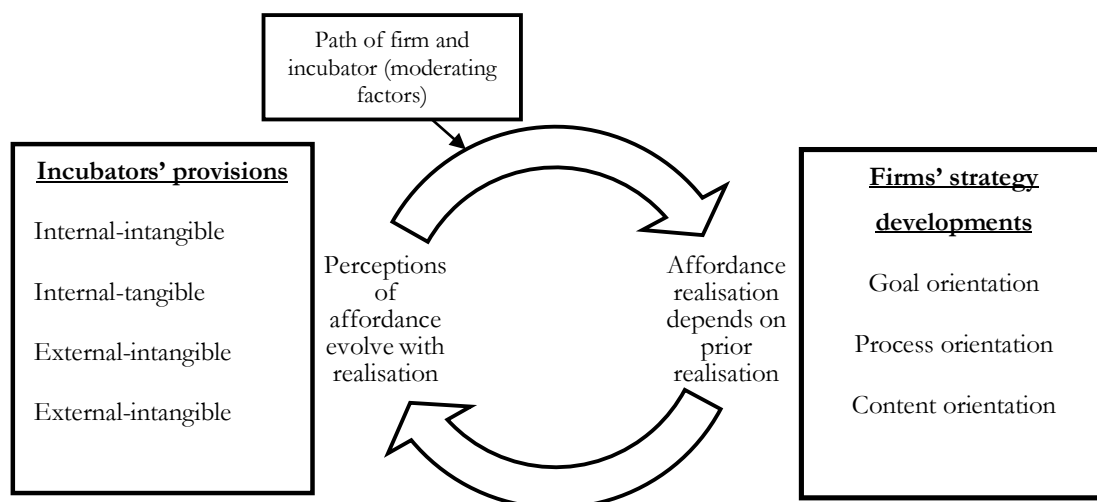 Path of firm and
incubator (moderating
factors)
Incubators’ provisions
Internal-intangible
Internal-tangible
External-intangible
External-intangible
Perceptions
of
affordance
evolve with
realisation
Affordance
realisation
depends on
prior
realisation
Firms’ strategy
developments
Goal orientation
Process orientation
Content orientation